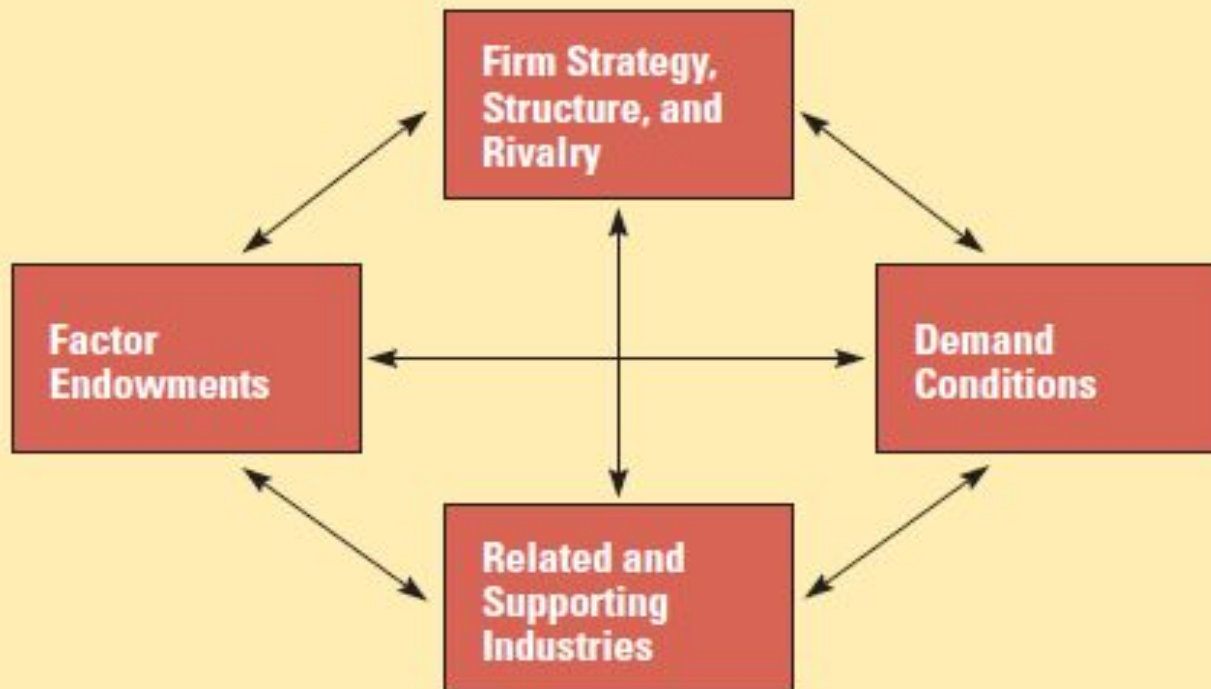 Firm Strategy,
Structure, and
Rivalry
Factor
Endowments
Demand
Conditions
Related and
Supporting
Industries